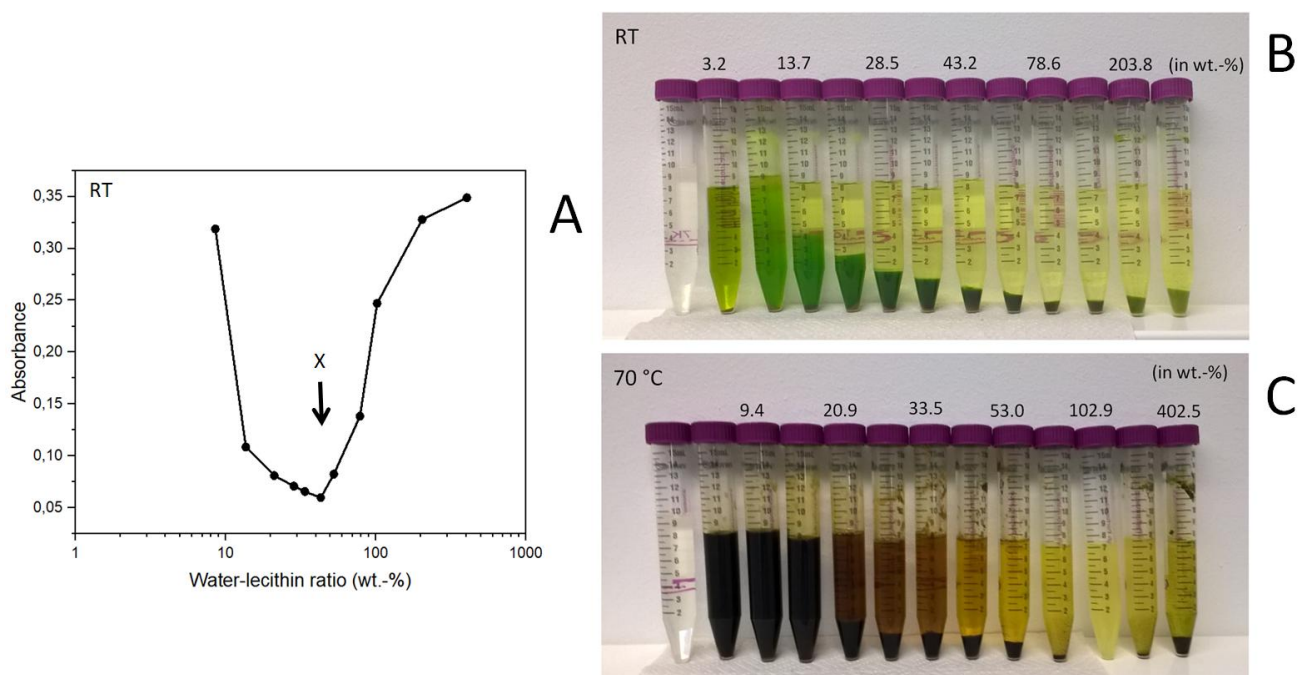 RT
A
0,35
0,30
0,25
0,20
0,15
0,10
0,05
Absorbance
X
1 10 100 1000
Water-lecithin ratio (wt.-%)
RT
B
3.2 13.7 28.5 43.2 78.6 203.8 (in wt.-%)
70 °C
C
(in wt.-%)
9.4 20.9 33.5 53.0 102.9 402.5